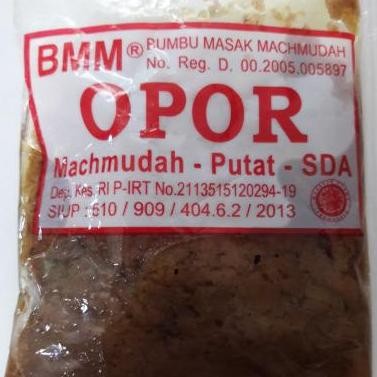 BMM® BUMBU MASAK MACHMUDAH
No. Reg. D. 00.2005.005897
OPOR
Machmudah - Putat - SDA
Dep. Kes. RI P-IRT No.2113515120294-19
SIUP : 510 / 909 / 404.6.2 / 2013